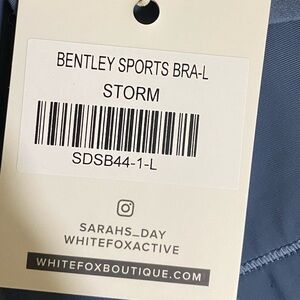 BENTLEY SPORTS BRA-L
STORM
SDSB44-1-L
SARAHS_DAY
WHITEFOXACTIVE
WHITEFOXBOUTIQUE.COM